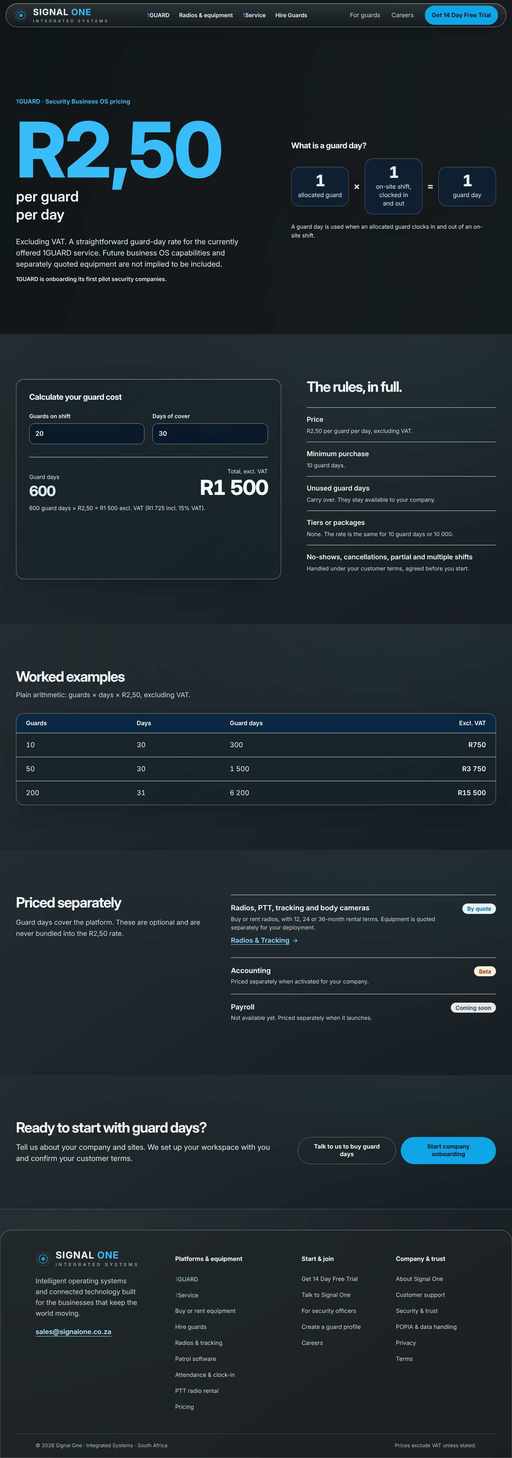 SIGNAL ONE
INTEGRATED SYSTEMS
1GUARD
Radios & equipment
1Service
Hire Guards
For guards
Careers
Get 14 Day Free Trial
1GUARD · Security Business OS pricing
R2,50
per guard
per day
Excluding VAT. A straightforward guard-day rate for the currently
offered 1GUARD service. Future business OS capabilities and
separately quoted equipment are not implied to be included.
1GUARD is onboarding its first pilot security companies.
What is a guard day?
1
allocated guard
×
1
on-site shift,
clocked in
and out
=
1
guard day
A guard day is used when an allocated guard clocks in and out of an on-
site shift.
Calculate your guard cost
Guards on shift
Days of cover
20
30
Guard days
600
Total, excl. VAT
R1 500
600 guard days × R2,50 = R1 500 excl. VAT (R1 725 incl. 15% VAT).
The rules, in full.
Price
R2,50 per guard per day, excluding VAT.
Minimum purchase
10 guard days.
Unused guard days
Carry over. They stay available to your company.
Tiers or packages
None. The rate is the same for 10 guard days or 10 000.
No-shows, cancellations, partial and multiple shifts
Handled under your customer terms, agreed before you start.
Worked examples
Plain arithmetic: guards × days × R2,50, excluding VAT.
Guards Days Guard days Excl. VAT
10 30 300 R750
50 30 1 500 R3 750
200 31 6 200 R15 500
Priced separately
Guard days cover the platform. These are optional and are
never bundled into the R2,50 rate.
Radios, PTT, tracking and body cameras
By quote
Buy or rent radios, with 12, 24 or 36-month rental terms. Equipment is quoted
separately for your deployment.
Radios & Tracking →
Accounting
Beta
Priced separately when activated for your company.
Payroll
Coming soon
Not available yet. Priced separately when it launches.
Ready to start with guard days?
Tell us about your company and sites. We set up your workspace with you
and confirm your customer terms.
Talk to us to buy guard
days
Start company
onboarding
SIGNAL ONE
INTEGRATED SYSTEMS
Intelligent operating systems
and connected technology built
for the businesses that keep the
world moving.
sales@signalone.co.za
Platforms & equipment
1GUARD
1Service
Buy or rent equipment
Hire guards
Radios & tracking
Patrol software
Attendance & clock-in
PTT radio rental
Pricing
Start & join
Get 14 Day Free Trial
Talk to Signal One
For security officers
Create a guard profile
Careers
Company & trust
About Signal One
Customer support
Security & trust
POPIA & data handling
Privacy
Terms
© 2026 Signal One · Integrated Systems · South Africa
Prices exclude VAT unless stated.